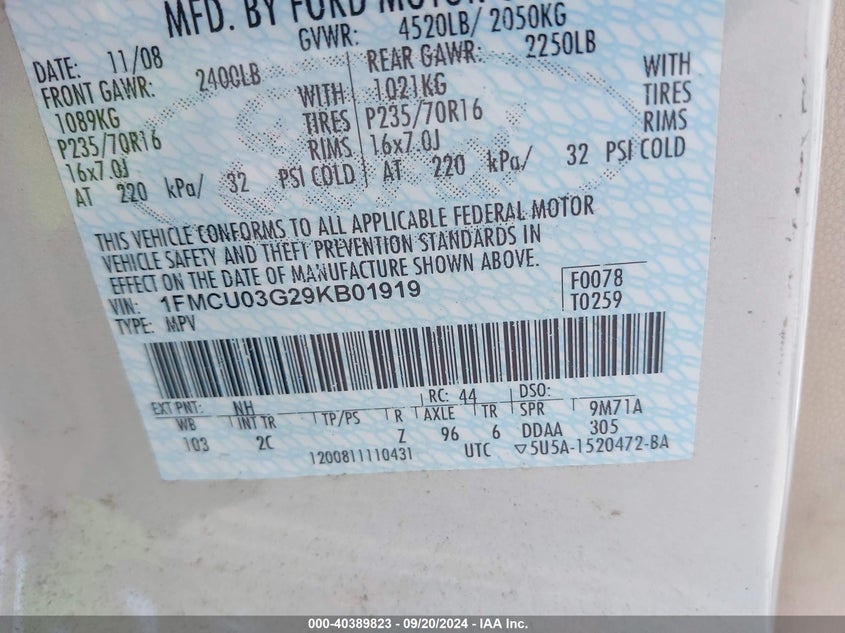 MFD. BY FORD MOTOR
GVWR: 4520LB/ 2050KG
DATE: 11/08
FRONT GAWR: 2400LB
1089KG WITH
P235/70R16 TIRES
16x7.0J RIMS
AT 220 kPa/ 32 PSI COLD
REAR GAWR: 2250LB
1021KG WITH
P235/70R16 TIRES
16x7.0J RIMS
AT 220 kPa/ 32 PSI COLD
THIS VEHICLE CONFORMS TO ALL APPLICABLE FEDERAL MOTOR
VEHICLE SAFETY AND THEFT PREVENTION STANDARDS IN
EFFECT ON THE DATE OF MANUFACTURE SHOWN ABOVE.
VIN: 1FMCU03G29KB01919
TYPE: MPV
F0078
T0259
EXT PNT: NH RC: 44 DSO:
WB INT TR TP/PS R AXLE TR SPR 9M71A
103 2C Z 96 6 DDAA 305
1200811110431 UTC ▽5U5A-1520472-BA
000-40389823 - 09/20/2024 - IAA Inc.